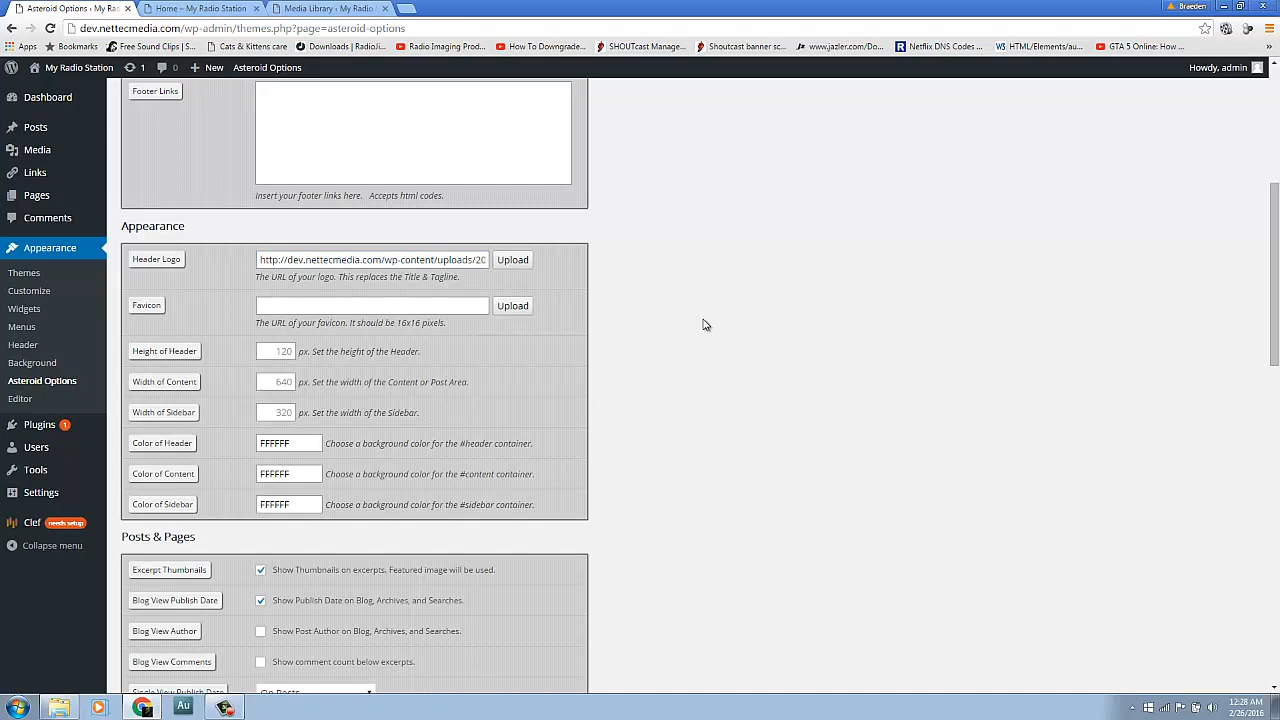 Asteroid Options ‹ My Ra
Home – My Radio Station
Media Library ‹ My Radio
Braeden
dev.nettecmedia.com/wp-admin/themes.php?page=asteroid-options
Apps
Bookmarks
Free Sound Clips | S...
Cats & Kittens care
Downloads | RadioJi...
Radio Imaging Prod...
How To Downgrade...
SHOUTcast Manage...
Shoutcast banner sc...
www.jazler.com/Do...
Netflix DNS Codes ...
HTML/Elements/au...
GTA 5 Online: How ...
My Radio Station
1
0
New
Asteroid Options
Howdy, admin
Dashboard
Posts
Media
Links
Pages
Comments
Appearance
Themes
Customize
Widgets
Menus
Header
Background
Asteroid Options
Editor
Plugins 1
Users
Tools
Settings
Clef needs setup
Collapse menu
Footer Links
Insert your footer links here. Accepts html codes.
Appearance
Header Logo
http://dev.nettecmedia.com/wp-content/uploads/20
Upload
The URL of your logo. This replaces the Title & Tagline.
Favicon
Upload
The URL of your favicon. It should be 16x16 pixels.
Height of Header
120
px. Set the height of the Header.
Width of Content
640
px. Set the width of the Content or Post Area.
Width of Sidebar
320
px. Set the width of the Sidebar.
Color of Header
FFFFFF
Choose a background color for the #header container.
Color of Content
FFFFFF
Choose a background color for the #content container.
Color of Sidebar
FFFFFF
Choose a background color for the #sidebar container.
Posts & Pages
Excerpt Thumbnails
Show Thumbnails on excerpts. Featured image will be used.
Blog View Publish Date
Show Publish Date on Blog, Archives, and Searches.
Blog View Author
Show Post Author on Blog, Archives, and Searches.
Blog View Comments
Show comment count below excerpts.
Single View Publish Date
On Posts
Au
12:28 AM
2/26/2016